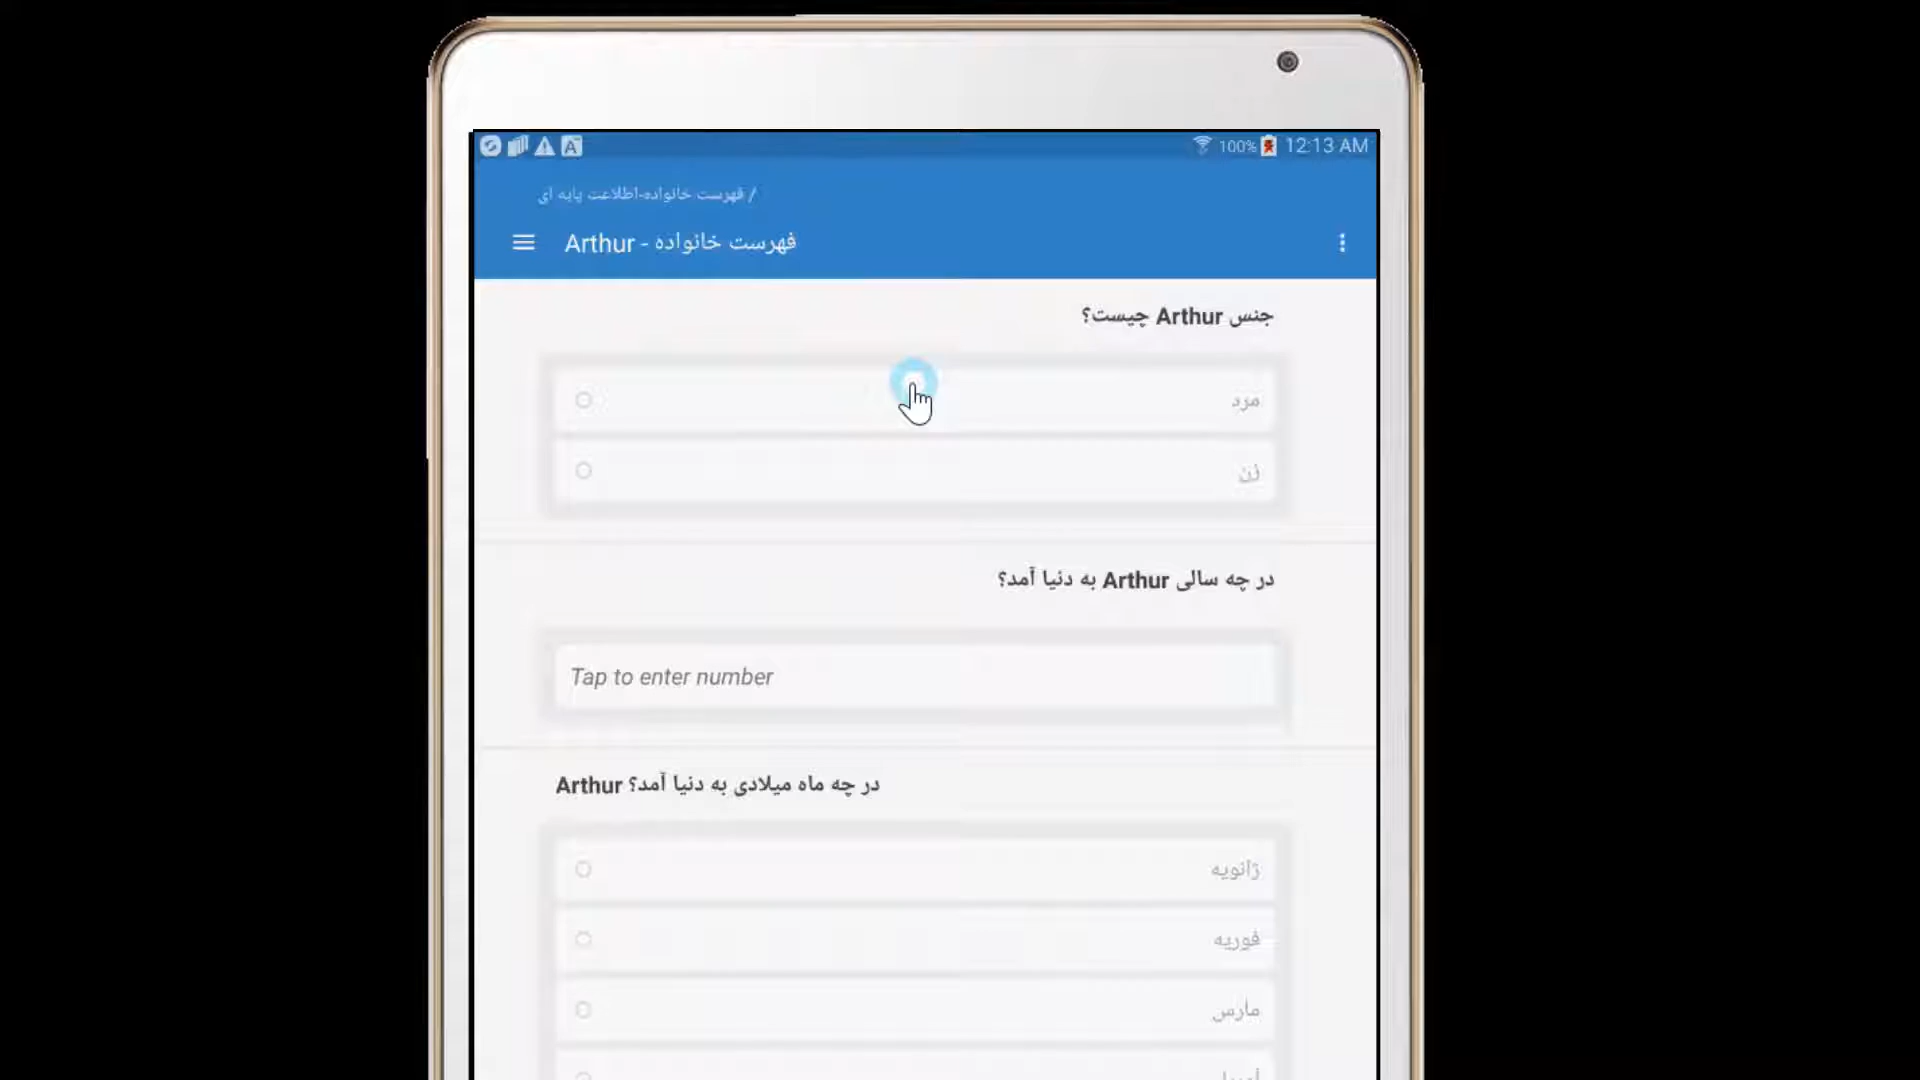 100% 12:13 AM
/ فهرست خانواده-اطلاعت پایه ای
فهرست خانواده - Arthur
جنس Arthur چیست؟
مرد
زن
در چه سالی Arthur به دنیا آمد؟
Tap to enter number
در چه ماه میلادی به دنیا آمد؟ Arthur
ژانویه
فوریه
مارس